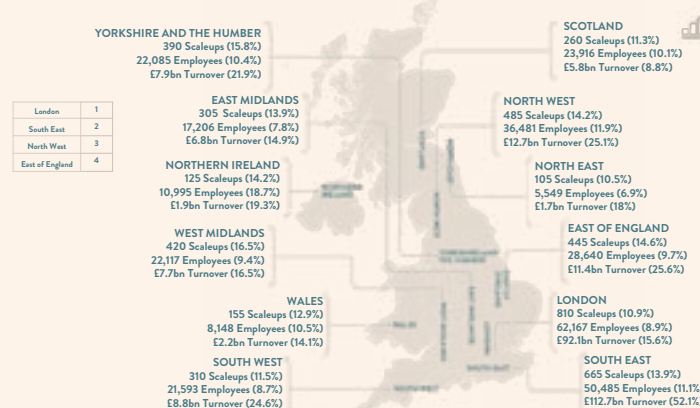 YORKSHIRE AND THE HUMBER
390 Scaleups (15.8%)
22,085 Employees (10.4%)
£7.9bn Turnover (21.9%)
SCOTLAND
260 Scaleups (11.3%)
23,916 Employees (10.1%)
£5.8bn Turnover (8.8%)
London 1
South East 2
North West 3
East of England 4
EAST MIDLANDS
305 Scaleups (13.9%)
17,206 Employees (7.8%)
£6.8bn Turnover (14.9%)
NORTH WEST
485 Scaleups (14.2%)
36,481 Employees (11.9%)
£12.7bn Turnover (25.1%)
NORTHERN IRELAND
125 Scaleups (14.2%)
10,995 Employees (18.7%)
£1.9bn Turnover (19.3%)
NORTH EAST
105 Scaleups (10.5%)
5,549 Employees (6.9%)
£1.7bn Turnover (18%)
WEST MIDLANDS
420 Scaleups (16.5%)
22,117 Employees (9.4%)
£7.7bn Turnover (16.5%)
EAST OF ENGLAND
445 Scaleups (14.6%)
28,640 Employees (9.7%)
£11.4bn Turnover (25.6%)
WALES
155 Scaleups (12.9%)
8,148 Employees (10.5%)
£2.2bn Turnover (14.1%)
LONDON
810 Scaleups (10.9%)
62,167 Employees (8.9%)
£92.1bn Turnover (15.6%)
SOUTH WEST
310 Scaleups (11.5%)
21,593 Employees (8.7%)
£8.8bn Turnover (24.6%)
SOUTH EAST
665 Scaleups (13.9%)
50,485 Employees (11.1%
£112.7bn Turnover (52.1%